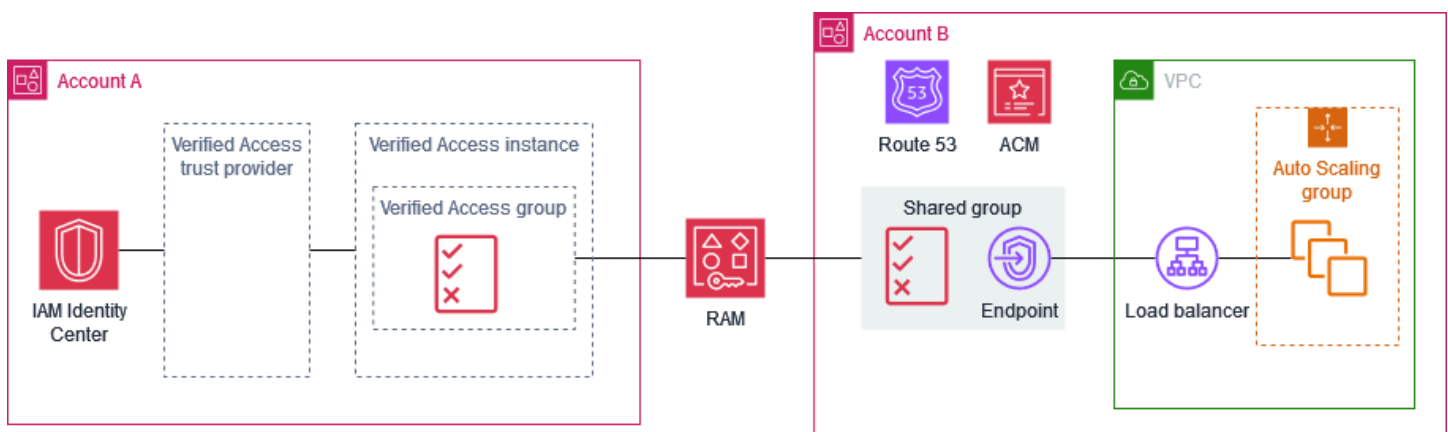 Account A
Verified Access
trust provider
Verified Access instance
Verified Access group
IAM Identity
Center
RAM
Account B
53
Route 53
ACM
Shared group
Endpoint
VPC
Load balancer
Auto Scaling
group